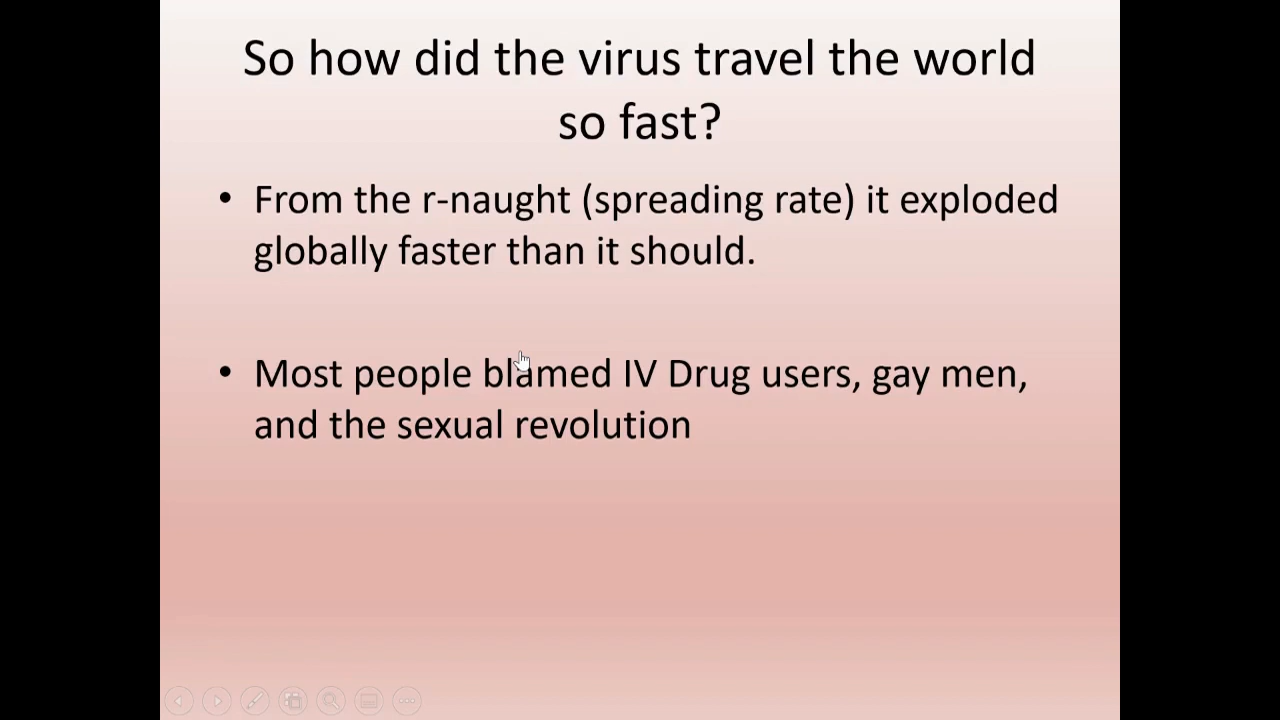 So how did the virus travel the world
so fast?
• From the r-naught (spreading rate) it exploded
globally faster than it should.
• Most people blamed IV Drug users, gay men,
and the sexual revolution